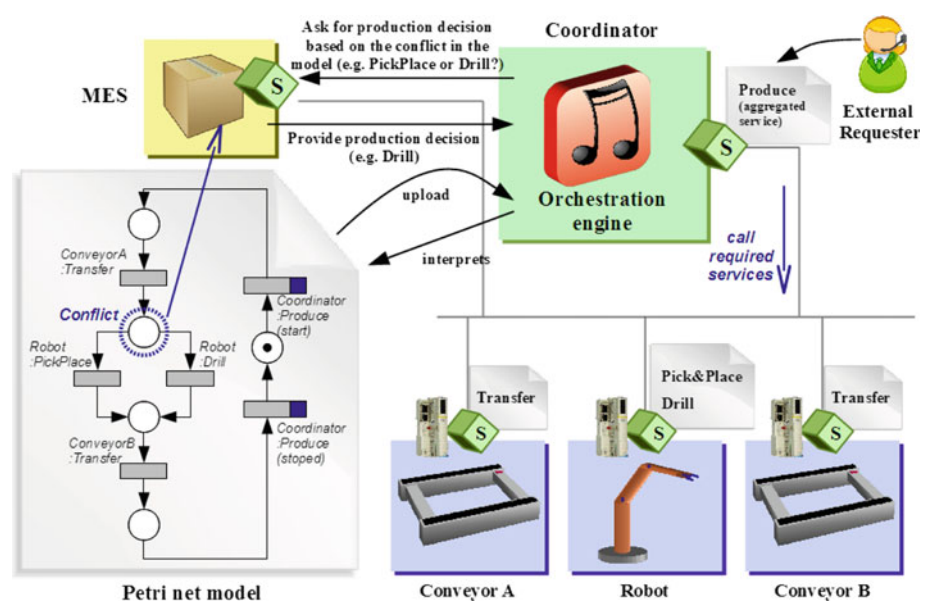 Ask for production decision
based on the conflict in the
model (e.g. PickPlace or Drill?)
Coordinator
MES
S
Produce
(aggregated
service)
External
Requester
S
Provide production decision
(e.g. Drill)
upload
Orchestration
engine
interprets
call
required
services
ConveyorA
:Transfer
Conflict
Robot
:PickPlace
Robot
:Drill
ConveyorB
:Transfer
Coordinator
:Produce
(start)
Coordinator
:Produce
(stoped)
Petri net model
Transfer
S
Conveyor A
Pick&Place
Drill
S
Robot
Transfer
S
Conveyor B